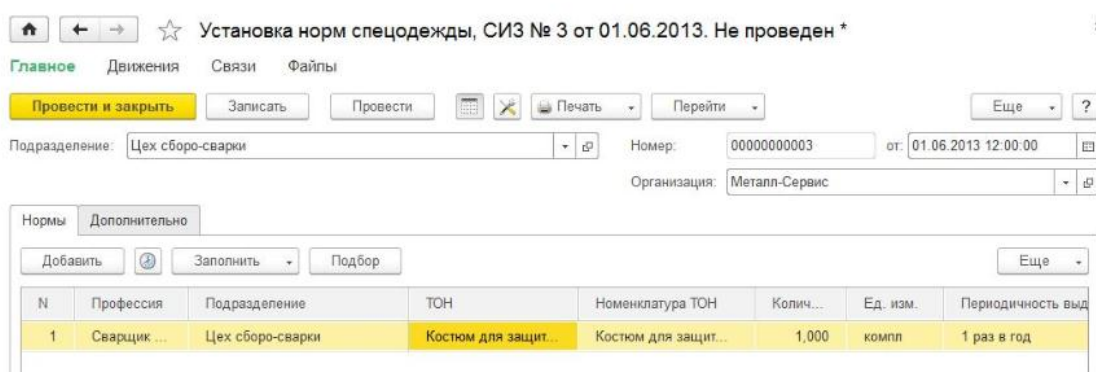 Установка норм спецодежды, СИЗ № 3 от 01.06.2013. Не проведен *
Главное Движения Связи Файлы
Провести и закрыть Записать Провести Печать Перейти Еще ?
Подразделение: Цех сборо-сварки Номер: 00000000003 от: 01.06.2013 12:00:00
Организация: Металл-Сервис
Нормы Дополнительно
Добавить Заполнить Подбор Еще
N Профессия Подразделение ТОН Номенклатура ТОН Колич... Ед. изм. Периодичность выд
1 Сварщик ... Цех сборо-сварки Костюм для защит... Костюм для защит... 1,000 компл 1 раз в год